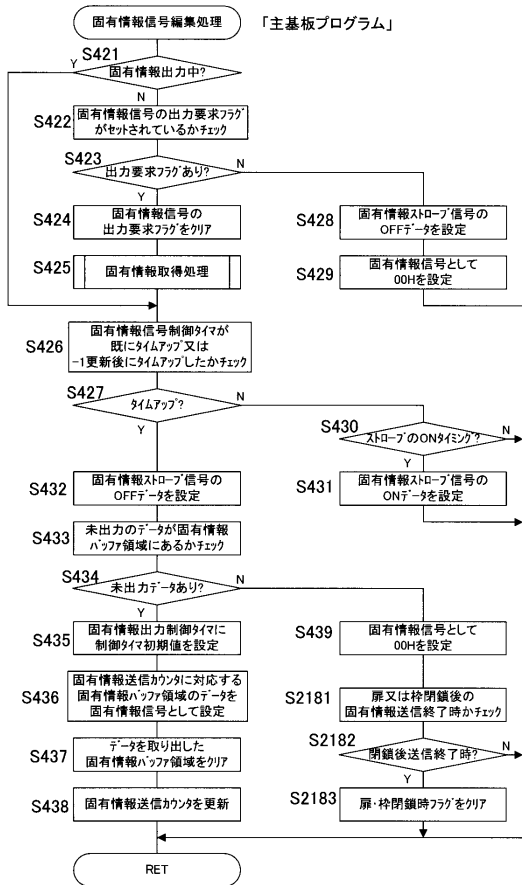 固有情報信号編集処理
「主基板プログラム」
S421
Y
固有情報出力中?
N
S422
固有情報信号の出力要求フラグ
がセットされているかチェック
S423
出力要求フラグあり?
N
Y
S424
固有情報信号の
出力要求フラグをクリア
S428
固有情報ストローブ信号の
OFFデータを設定
S425
固有情報取得処理
S429
固有情報信号として
00Hを設定
S426
固有情報信号制御タイマが
既にタイムアップ又は
-1更新後にタイムアップしたかチェック
S427
タイムアップ?
N
Y
S430
ストローブのONタイミング?
N
Y
S432
固有情報ストローブ信号の
OFFデータを設定
S431
固有情報ストローブ信号の
ONデータを設定
S433
未出力のデータが固有情報
バッファ領域にあるかチェック
S434
未出力データあり?
N
Y
S435
固有情報出力制御タイマに
制御タイマ初期値を設定
S439
固有情報信号として
00Hを設定
S436
固有情報送信カウンタに対応する
固有情報バッファ領域のデータを
固有情報信号として設定
S2181
扉又は枠閉鎖後の
固有情報送信終了時かチェック
S2182
閉鎖後送信終了時?
N
Y
S437
データを取り出した
固有情報バッファ領域をクリア
S438
固有情報送信カウンタを更新
S2183
扉・枠閉鎖時フラグをクリア
RET